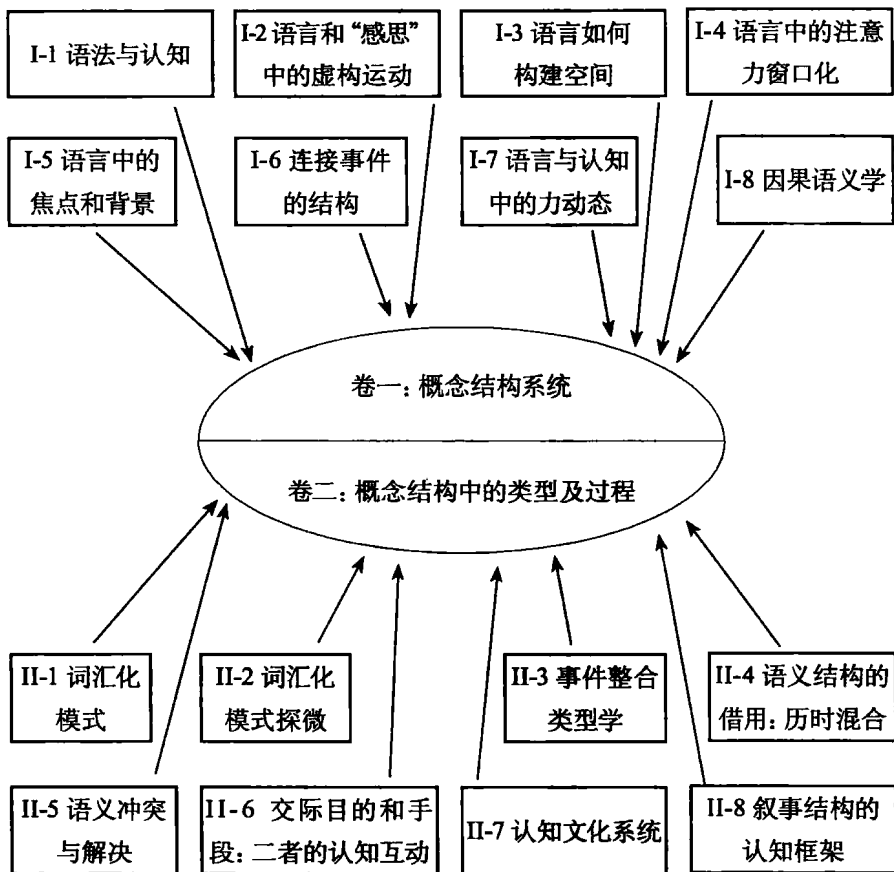 I-1 语法与认知
I-2 语言和“感思”
中的虚构运动
I-3 语言如何
构建空间
I-4 语言中的注意
力窗口化
I-5 语言中的
焦点和背景
I-6 连接事件
的结构
I-7 语言与认知
中的力动态
I-8 因果语义学
卷一：概念结构系统
卷二：概念结构中的类型及过程
II-1 词汇化
模式
II-2 词汇化
模式探微
II-3 事件整合
类型学
II-4 语义结构的
借用：历时混合
II-5 语义冲突
与解决
II-6 交际目的和手
段：二者的认知互动
II-7 认知文化系统
II-8 叙事结构的
认知框架